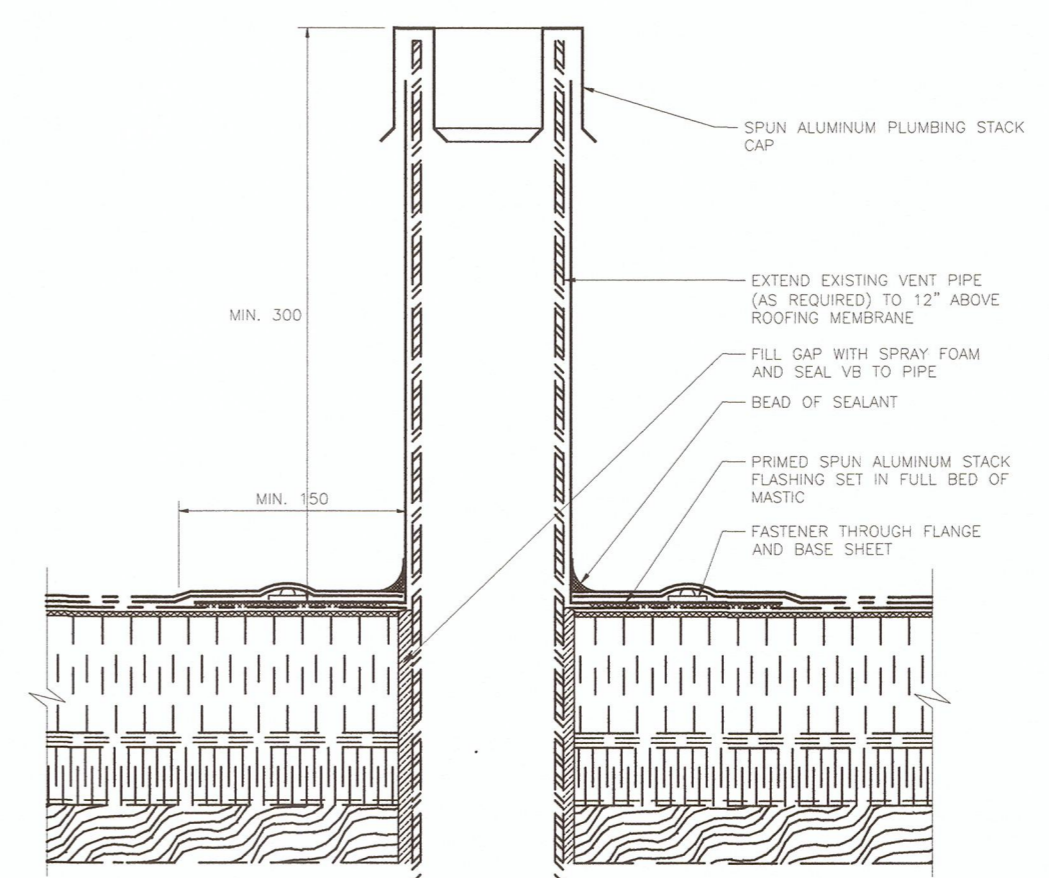 SPUN ALUMINUM PLUMBING STACK
CAP
EXTEND EXISTING VENT PIPE
(AS REQUIRED) TO 12" ABOVE
ROOFING MEMBRANE
MIN. 300
FILL GAP WITH SPRAY FOAM
AND SEAL VB TO PIPE
BEAD OF SEALANT
PRIMED SPUN ALUMINUM STACK
FLASHING SET IN FULL BED OF
MASTIC
MIN. 150
FASTENER THROUGH FLANGE
AND BASE SHEET